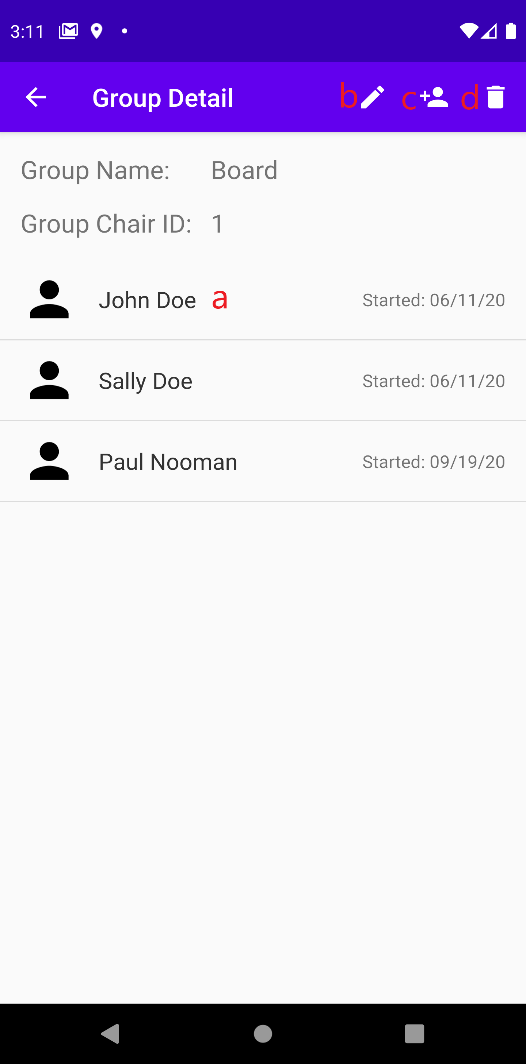 3:11
Group Detail b c d
Group Name: Board
Group Chair ID: 1
John Doe a Started: 06/11/20
Sally Doe Started: 06/11/20
Paul Nooman Started: 09/19/20